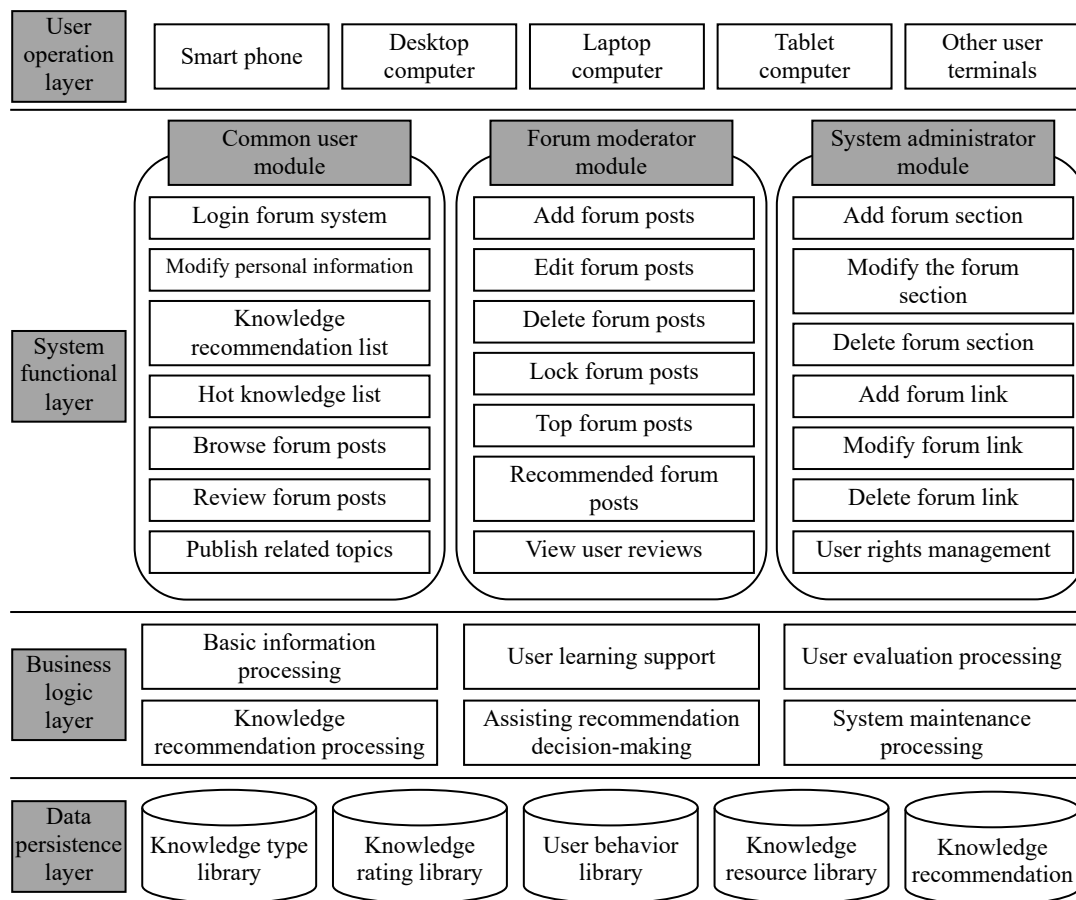 User
operation
layer
Smart phone
Desktop
computer
Laptop
computer
Tablet
computer
Other user
terminals
System
functional
layer
Common user
module
Login forum system
Modify personal information
Knowledge
recommendation list
Hot knowledge list
Browse forum posts
Review forum posts
Publish related topics
Forum moderator
module
Add forum posts
Edit forum posts
Delete forum posts
Lock forum posts
Top forum posts
Recommended forum
posts
View user reviews
System administrator
module
Add forum section
Modify the forum
section
Delete forum section
Add forum link
Modify forum link
Delete forum link
User rights management
Business
logic
layer
Basic information
processing
User learning support
User evaluation processing
Knowledge
recommendation processing
Assisting recommendation
decision-making
System maintenance
processing
Data
persistence
layer
Knowledge type
library
Knowledge
rating library
User behavior
library
Knowledge
resource library
Knowledge
recommendation